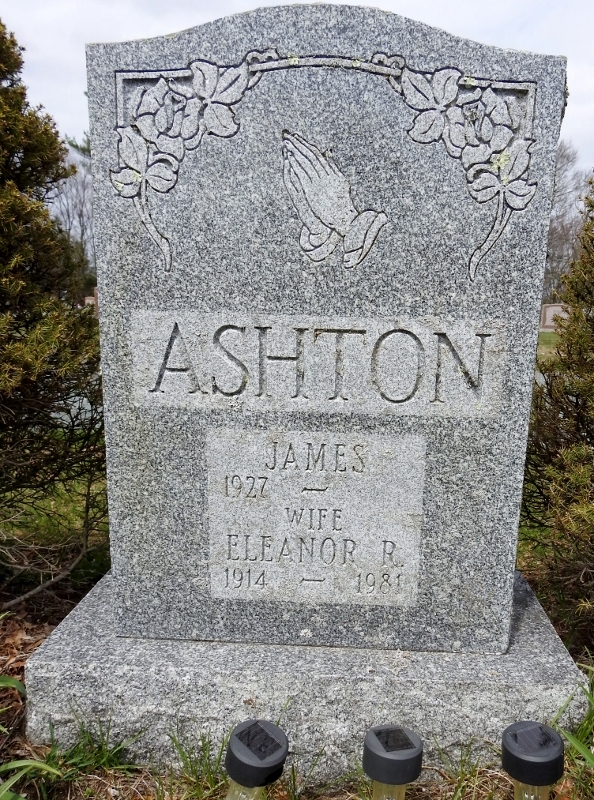 ASHTON
JAMES
1927 —
WIFE
ELEANOR R.
1914 — 1981